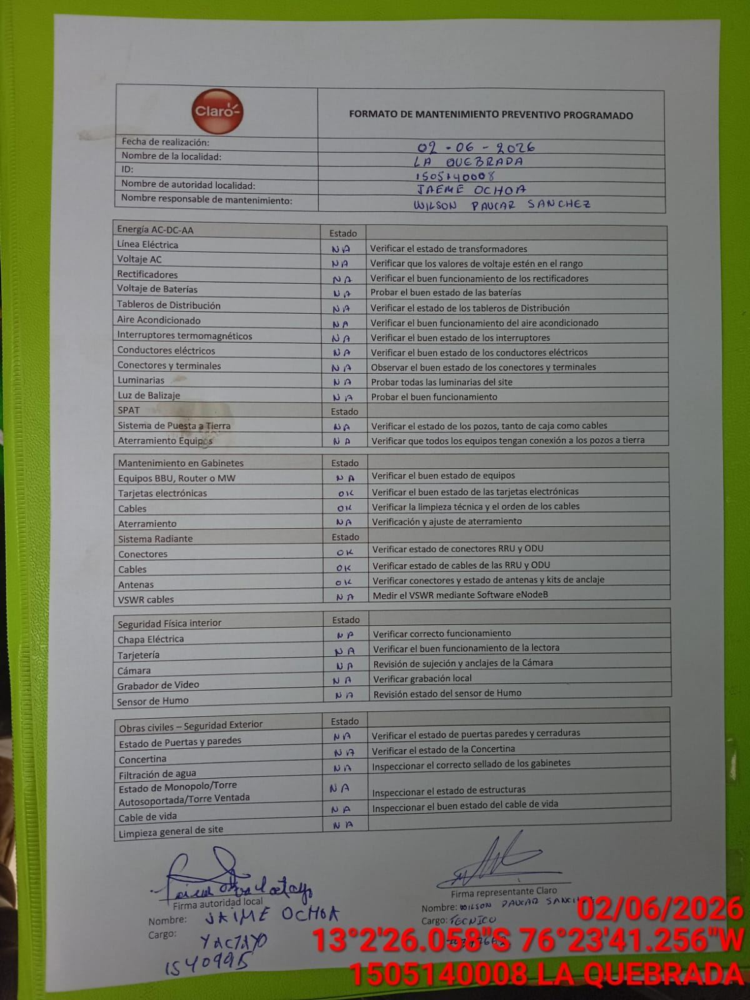 Claro
FORMATO DE MANTENIMIENTO PREVENTIVO PROGRAMADO
Fecha de realización: 02-06-2026
Nombre de la localidad: LA QUEBRADA
ID: 1505140008
Nombre de autoridad localidad: JAEME OCHOA
Nombre responsable de mantenimiento: WILSON PAUCAR SANCHEZ
Energía AC-DC-AA Estado
Línea Eléctrica NA Verificar el estado de transformadores
Voltaje AC NA Verificar que los valores de voltaje estén en el rango
Rectificadores NA Verificar el buen funcionamiento de los rectificadores
Voltaje de Baterías NA Probar el buen estado de las baterías
Tableros de Distribución NA Verificar el estado de los tableros de Distribución
Aire Acondicionado NA Verificar el buen funcionamiento del aire acondicionado
Interruptores termomagnéticos NA Verificar el buen estado de los interruptores
Conductores eléctricos NA Verificar el buen estado de los conductores eléctricos
Conectores y terminales NA Observar el buen estado de los conectores y terminales
Luminarias NA Probar todas las luminarias del site
Luz de Balizaje NA Probar el buen funcionamiento
SPAT Estado
Sistema de Puesta a Tierra NA Verificar el estado de los pozos, tanto de caja como cables
Aterramiento Equipos NA Verificar que todos los equipos tengan conexión a los pozos a tierra
Mantenimiento en Gabinetes Estado
Equipos BBU, Router o MW NA Verificar el buen estado de equipos
Tarjetas electrónicas OK Verificar el buen estado de las tarjetas electrónicas
Cables OK Verificar la limpieza técnica y el orden de los cables
Aterramiento NA Verificación y ajuste de aterramiento
Sistema Radiante Estado
Conectores OK Verificar estado de conectores RRU y ODU
Cables OK Verificar estado de cables de las RRU y ODU
Antenas OK Verificar conectores y estado de antenas y kits de anclaje
VSWR cables NA Medir el VSWR mediante Software eNodeB
Seguridad Física interior Estado
Chapa Eléctrica NA Verificar correcto funcionamiento
Tarjetería NA Verificar el buen funcionamiento de la lectora
Cámara NA Revisión de sujeción y anclajes de la Cámara
Grabador de Video NA Verificar grabación local
Sensor de Humo NA Revisión estado del sensor de Humo
Obras civiles – Seguridad Exterior Estado
Estado de Puertas y paredes NA Verificar el estado de puertas paredes y cerraduras
Concertina NA Verificar el estado de la Concertina
Filtración de agua NA Inspeccionar el correcto sellado de los gabinetes
Estado de Monopolo/Torre
Autosoportada/Torre Ventada NA Inspeccionar el estado de estructuras
Cable de vida NA Inspeccionar el buen estado del cable de vida
Limpieza general de site NA
Firma autoridad local
Nombre: JAIME OCHOA
Cargo: YACTAYO
1540995
Firma representante Claro
Nombre: WILSON PAUCAR SANCHEZ
Cargo: TECNICO
02/06/2026
13°2'26.058"S 76°23'41.256"W
1505140008 LA QUEBRADA